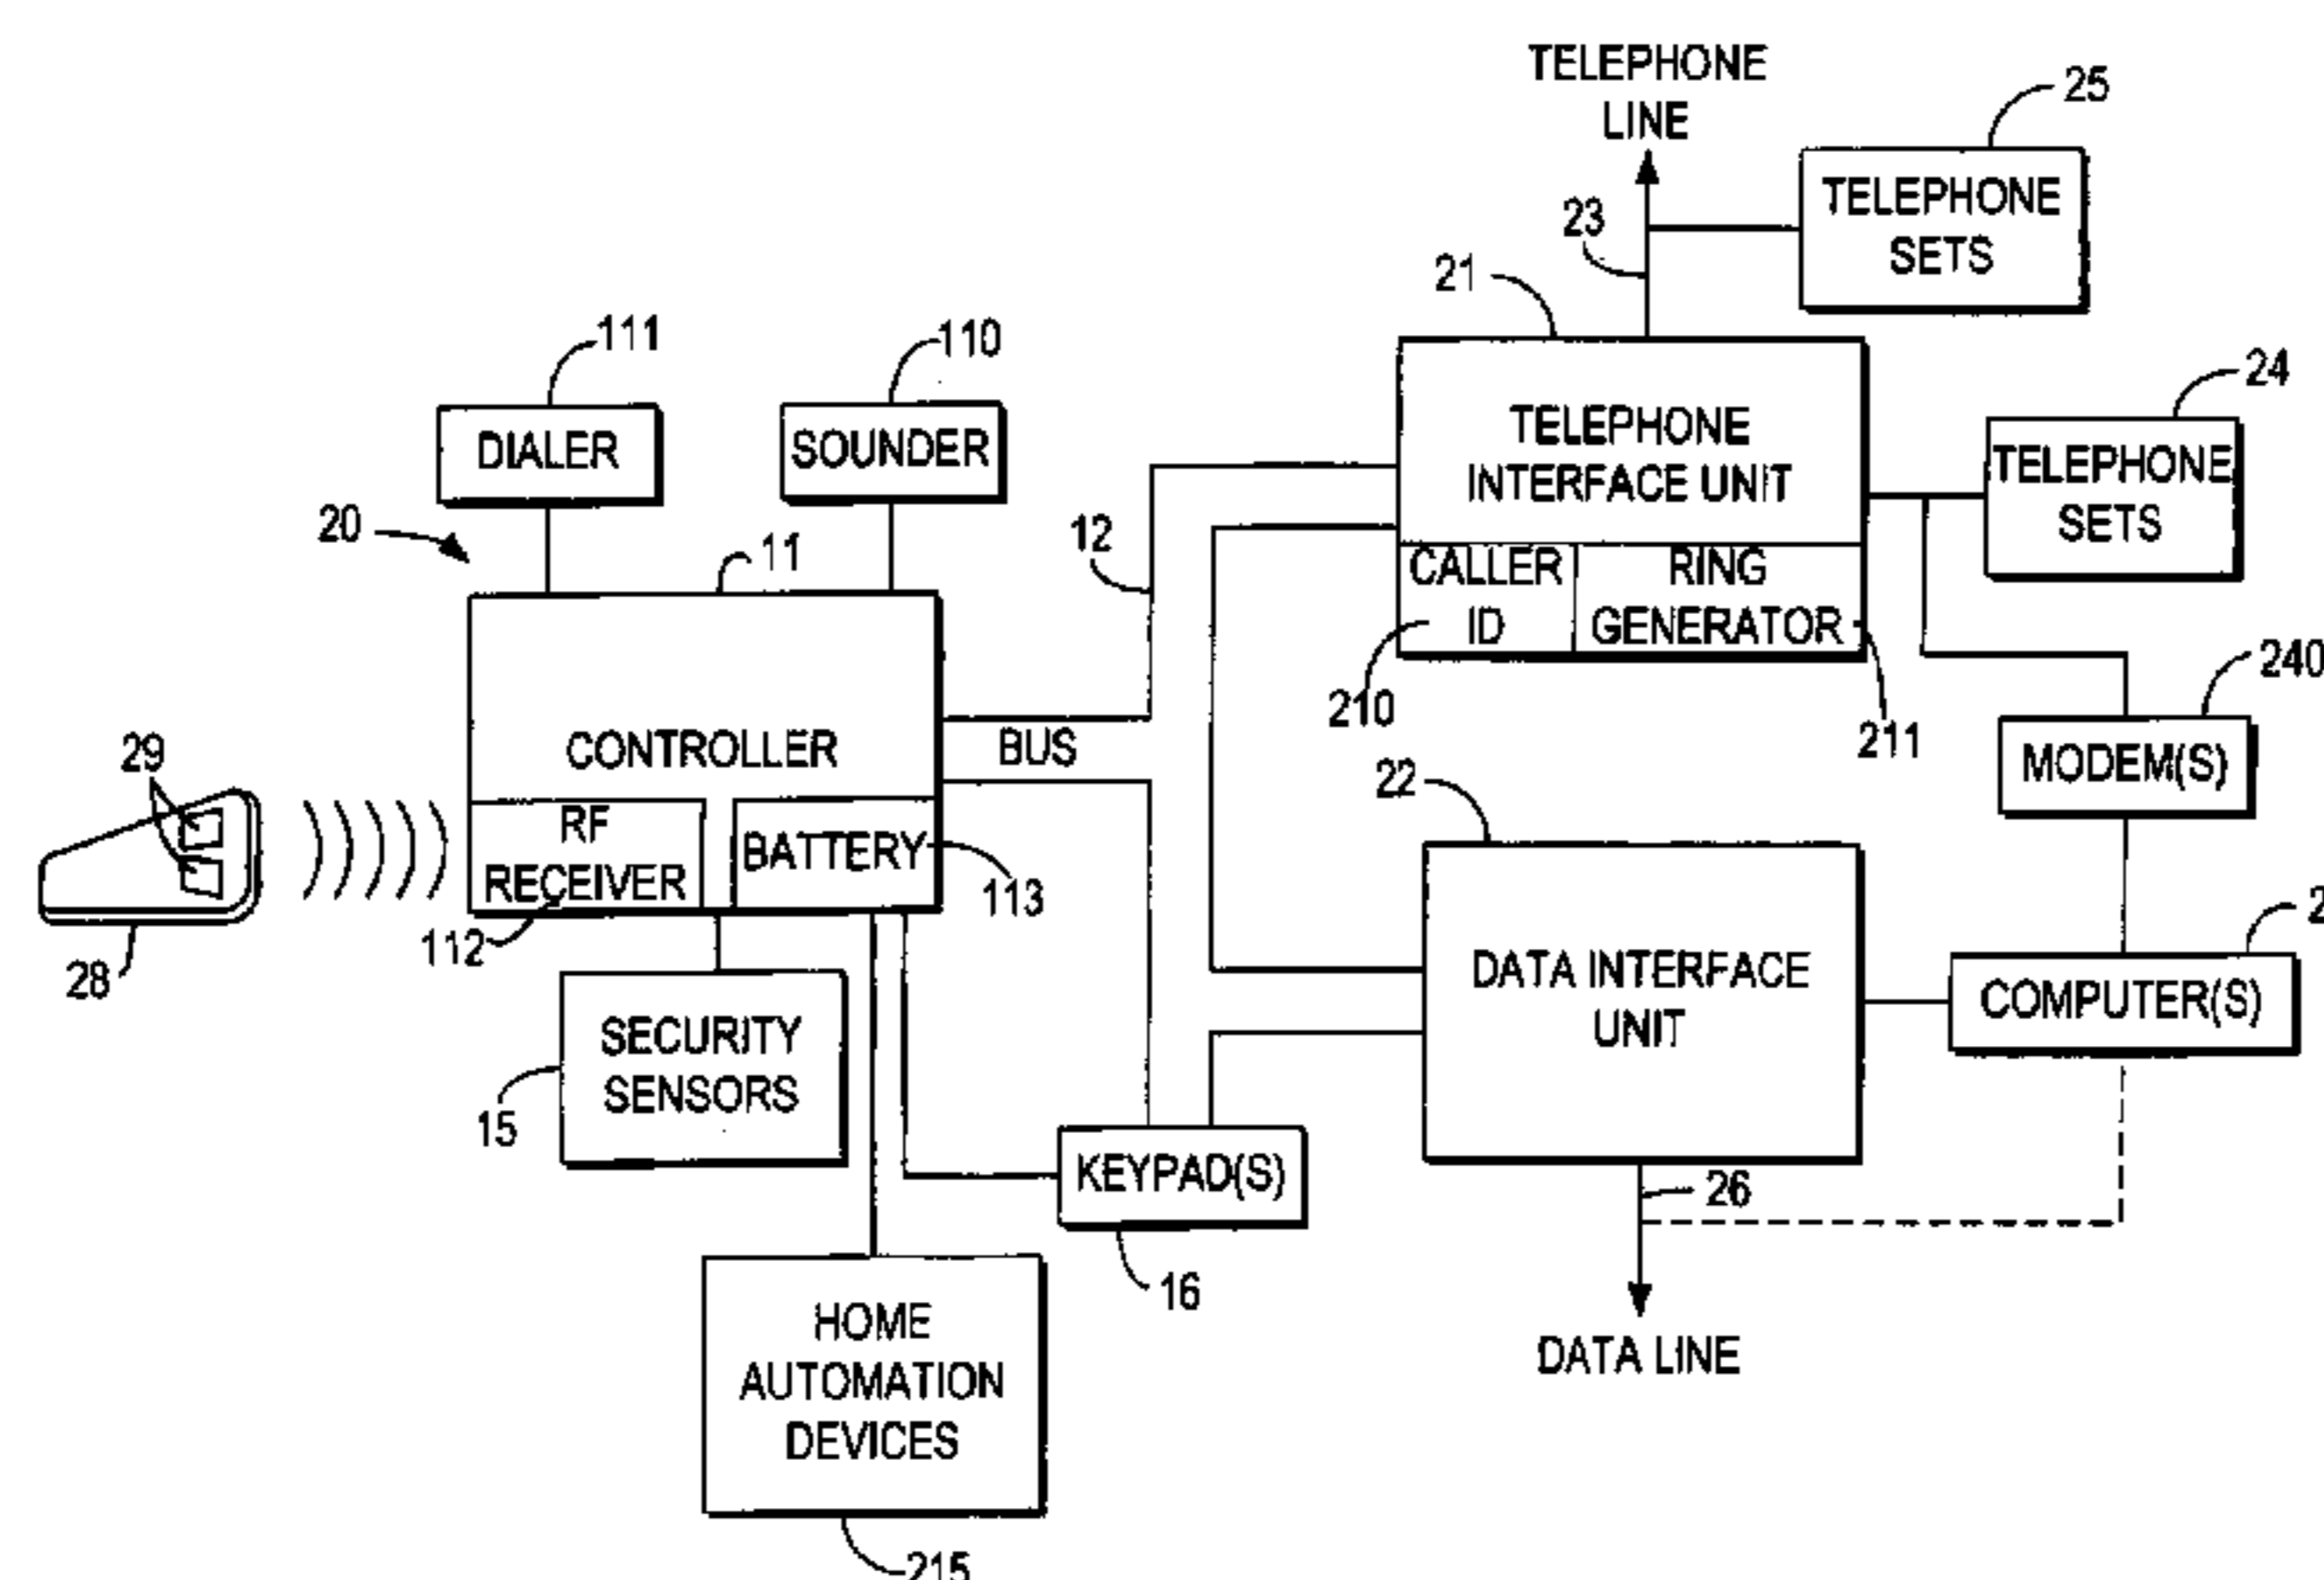 TELEPHONE
LINE
25
TELEPHONE
SETS
23
21
111
110
24
DIALER
SOUNDER
TELEPHONE
INTERFACE UNIT
TELEPHONE
SETS
20
12
11
CALLER
ID
RING
GENERATOR
210
211
240
CONTROLLER
BUS
MODEM(S)
29
22
RF
RECEIVER
BATTERY
113
112
28
DATA INTERFACE
UNIT
COMPUTER(S)
SECURITY
SENSORS
15
KEYPAD(S)
26
16
HOME
AUTOMATION
DEVICES
DATA LINE
215